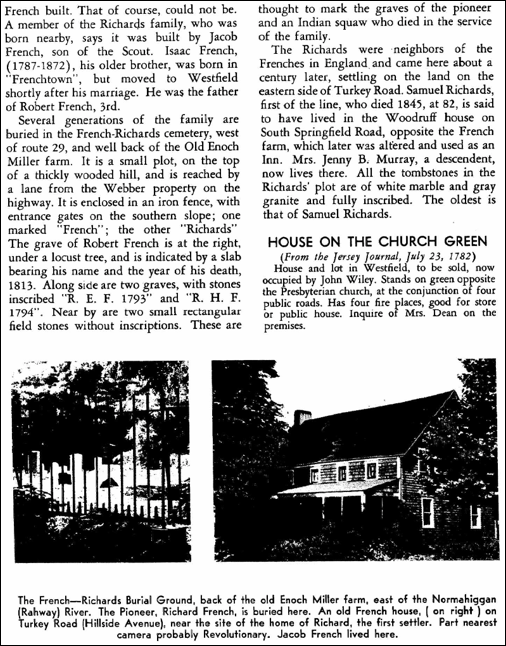 French built. That of course, could not be.
A member of the Richards family, who was
born nearby, says it was built by Jacob
French, son of the Scout. Isaac French,
(1787-1872), his older brother, was born in
"Frenchtown", but moved to Westfield
shortly after his marriage. He was the father
of Robert French, 3rd.
Several generations of the family are
buried in the French-Richards cemetery, west
of route 29, and well back of the Old Enoch
Miller farm. It is a small plot, on the top
of a thickly wooded hill, and is reached by
a lane from the Webber property on the
highway. It is enclosed in an iron fence, with
entrance gates on the southern slope; one
marked "French"; the other "Richards"
The grave of Robert French is at the right,
under a locust tree, and is indicated by a slab
bearing his name and the year of his death,
1813. Along side are two graves, with stones
inscribed "R. E. F. 1793" and "R. H. F.
1794". Near by are two small rectangular
field stones without inscriptions. These are
thought to mark the graves of the pioneer
and an Indian squaw who died in the service
of the family.
The Richards were neighbors of the
Frenches in England and came here about a
century later, settling on the land on the
eastern side of Turkey Road. Samuel Richards,
first of the line, who died 1845, at 82, is said
to have lived in the Woodruff house on
South Springfield Road, opposite the French
farm, which later was altered and used as an
Inn. Mrs. Jenny B. Murray, a descendent,
now lives there. All the tombstones in the
Richards' plot are of white marble and gray
granite and fully inscribed. The oldest is
that of Samuel Richards.
HOUSE ON THE CHURCH GREEN
(From the Jersey Journal, July 23, 1782)
House and lot in Westfield, to be sold, now
occupied by John Wiley. Stands on green opposite
the Presbyterian church, at the conjunction of four
public roads. Has four fire places, good for store
or public house. Inquire of Mrs. Dean on the
premises.
The French—Richards Burial Ground, back of the old Enoch Miller farm, east of the Normahiggan
(Rahway) River. The Pioneer, Richard French, is buried here. An old French house, ( on right ) on
Turkey Road (Hillside Avenue), near the site of the home of Richard, the first settler. Part nearest
camera probably Revolutionary. Jacob French lived here.